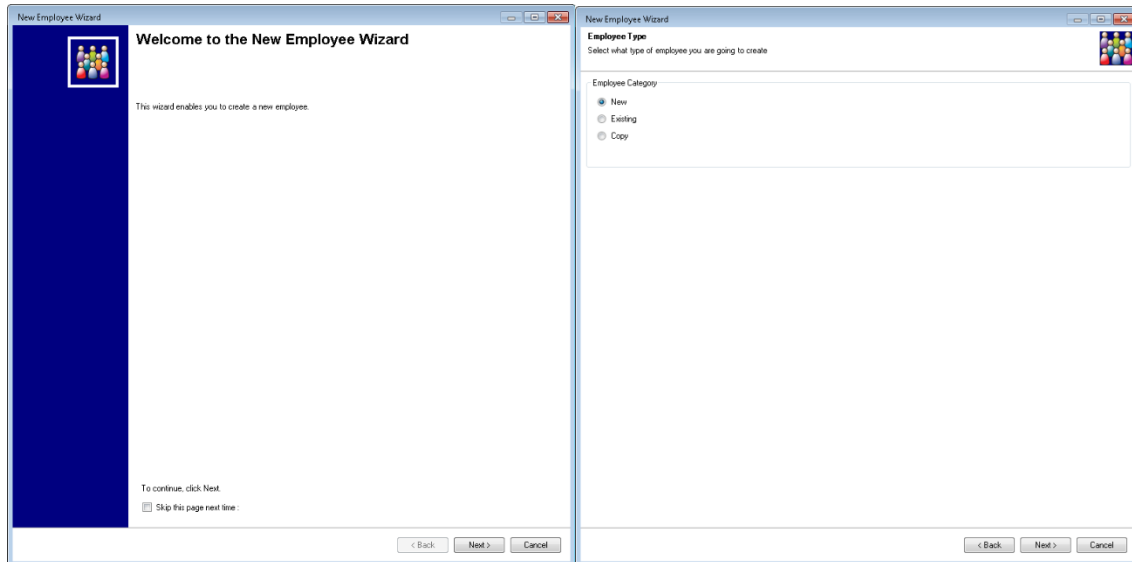 New Employee Wizard
Welcome to the New Employee Wizard
This wizard enables you to create a new employee.
To continue, click Next.
Skip this page next time :
< Back Next > Cancel
New Employee Wizard
Employee Type
Select what type of employee you are going to create
Employee Category
New
Existing
Copy
< Back Next > Cancel